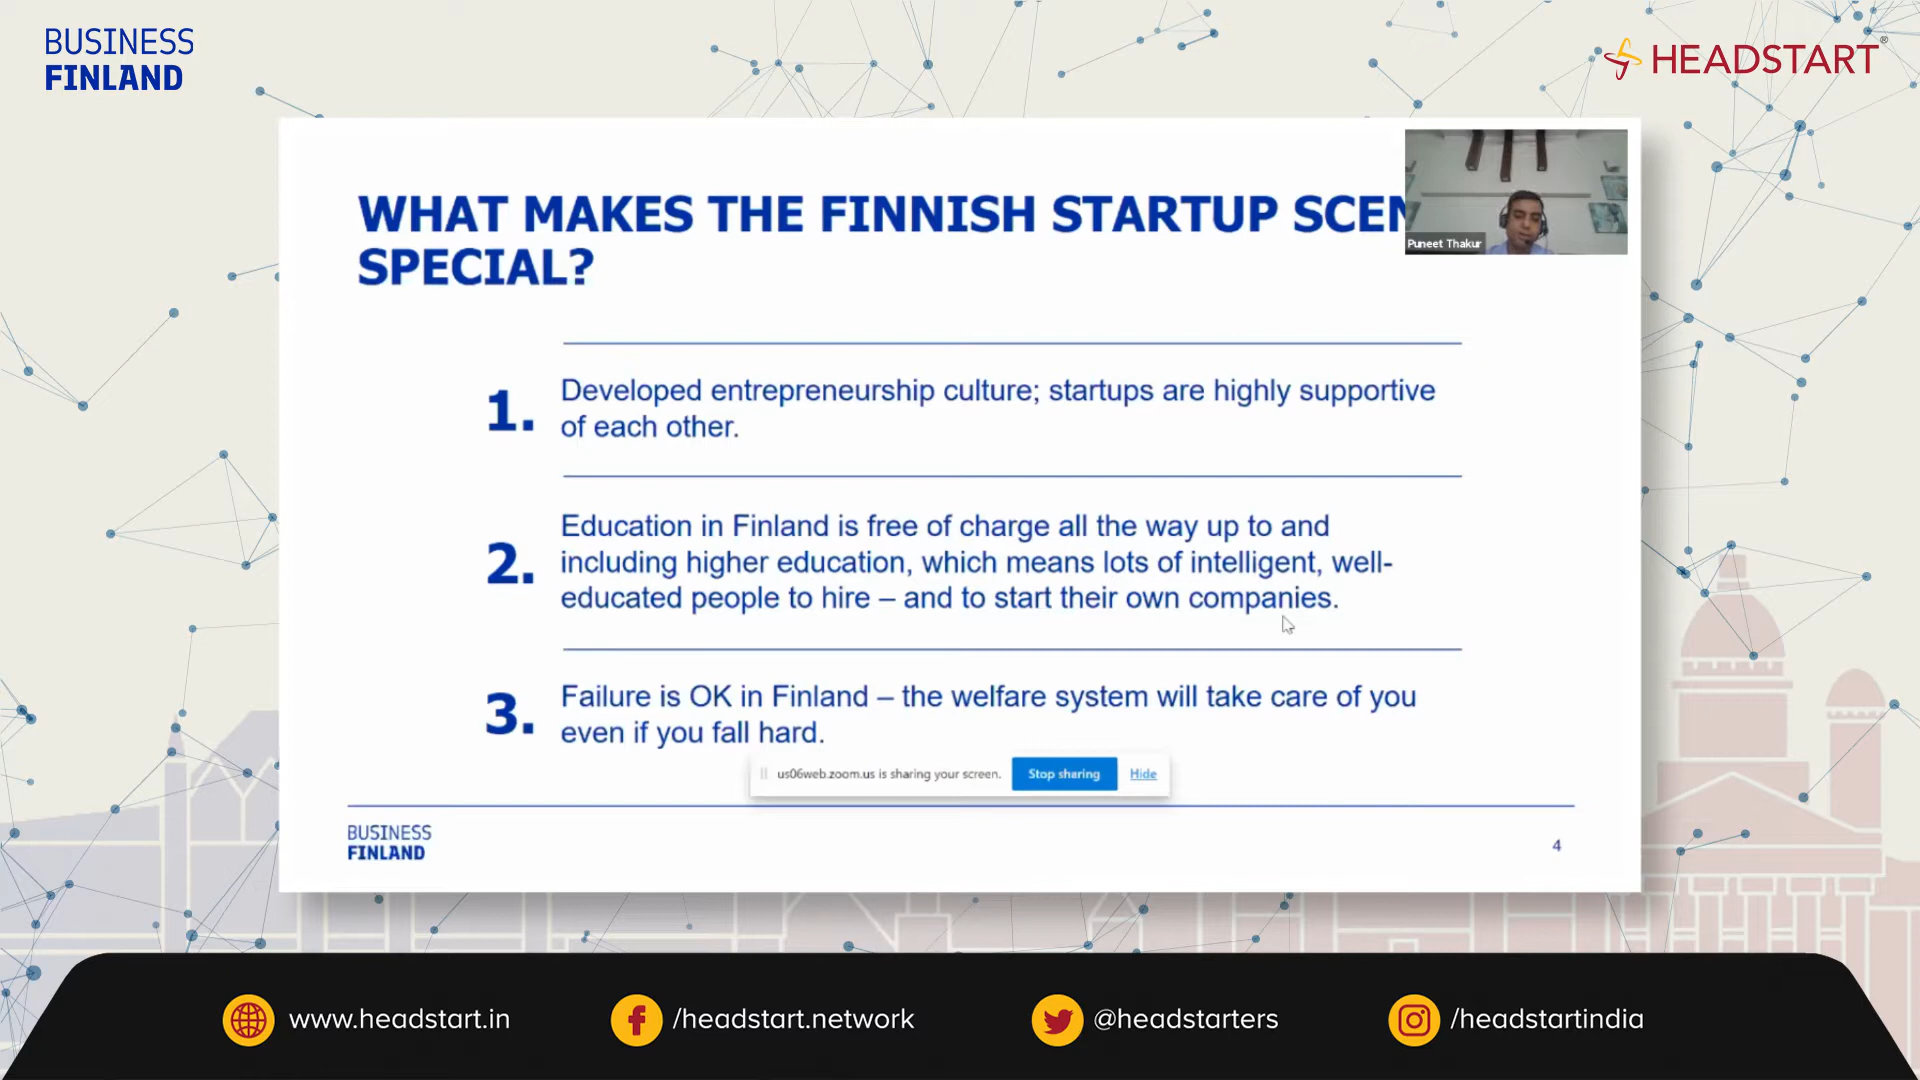 BUSINESS
FINLAND
HEADSTART®
WHAT MAKES THE FINNISH STARTUP SCEN
SPECIAL?
Puneet Thakur
1. Developed entrepreneurship culture; startups are highly supportive
of each other.
2. Education in Finland is free of charge all the way up to and
including higher education, which means lots of intelligent, well-
educated people to hire – and to start their own companies.
3. Failure is OK in Finland – the welfare system will take care of you
even if you fall hard.
us06web.zoom.us is sharing your screen. Stop sharing Hide
BUSINESS
FINLAND
4
www.headstart.in /headstart.network @headstarters /headstartindia